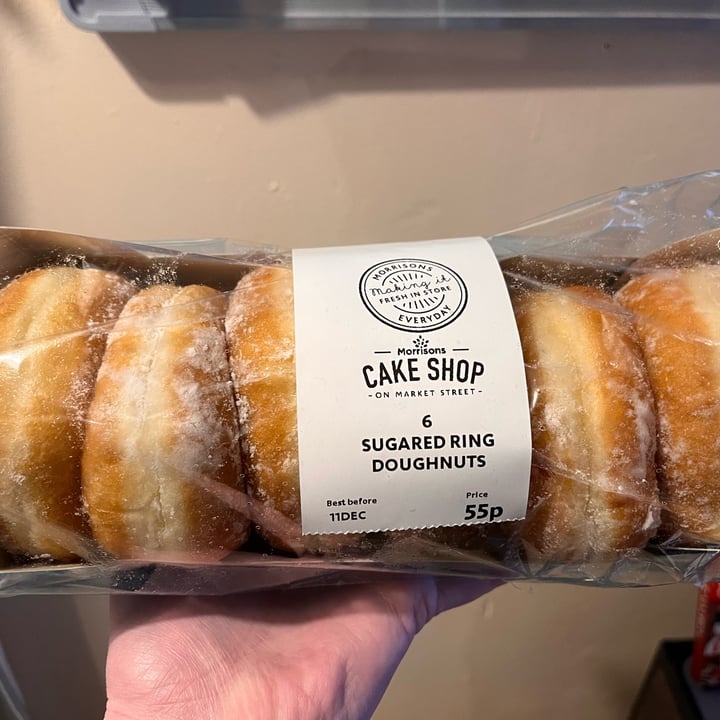 MORRISONS
Making it
FRESH IN STORE
EVERYDAY
Morrisons
CAKE SHOP
- ON MARKET STREET -
6
SUGARED RING
DOUGHNUTS
Best before
11DEC
Price
55p